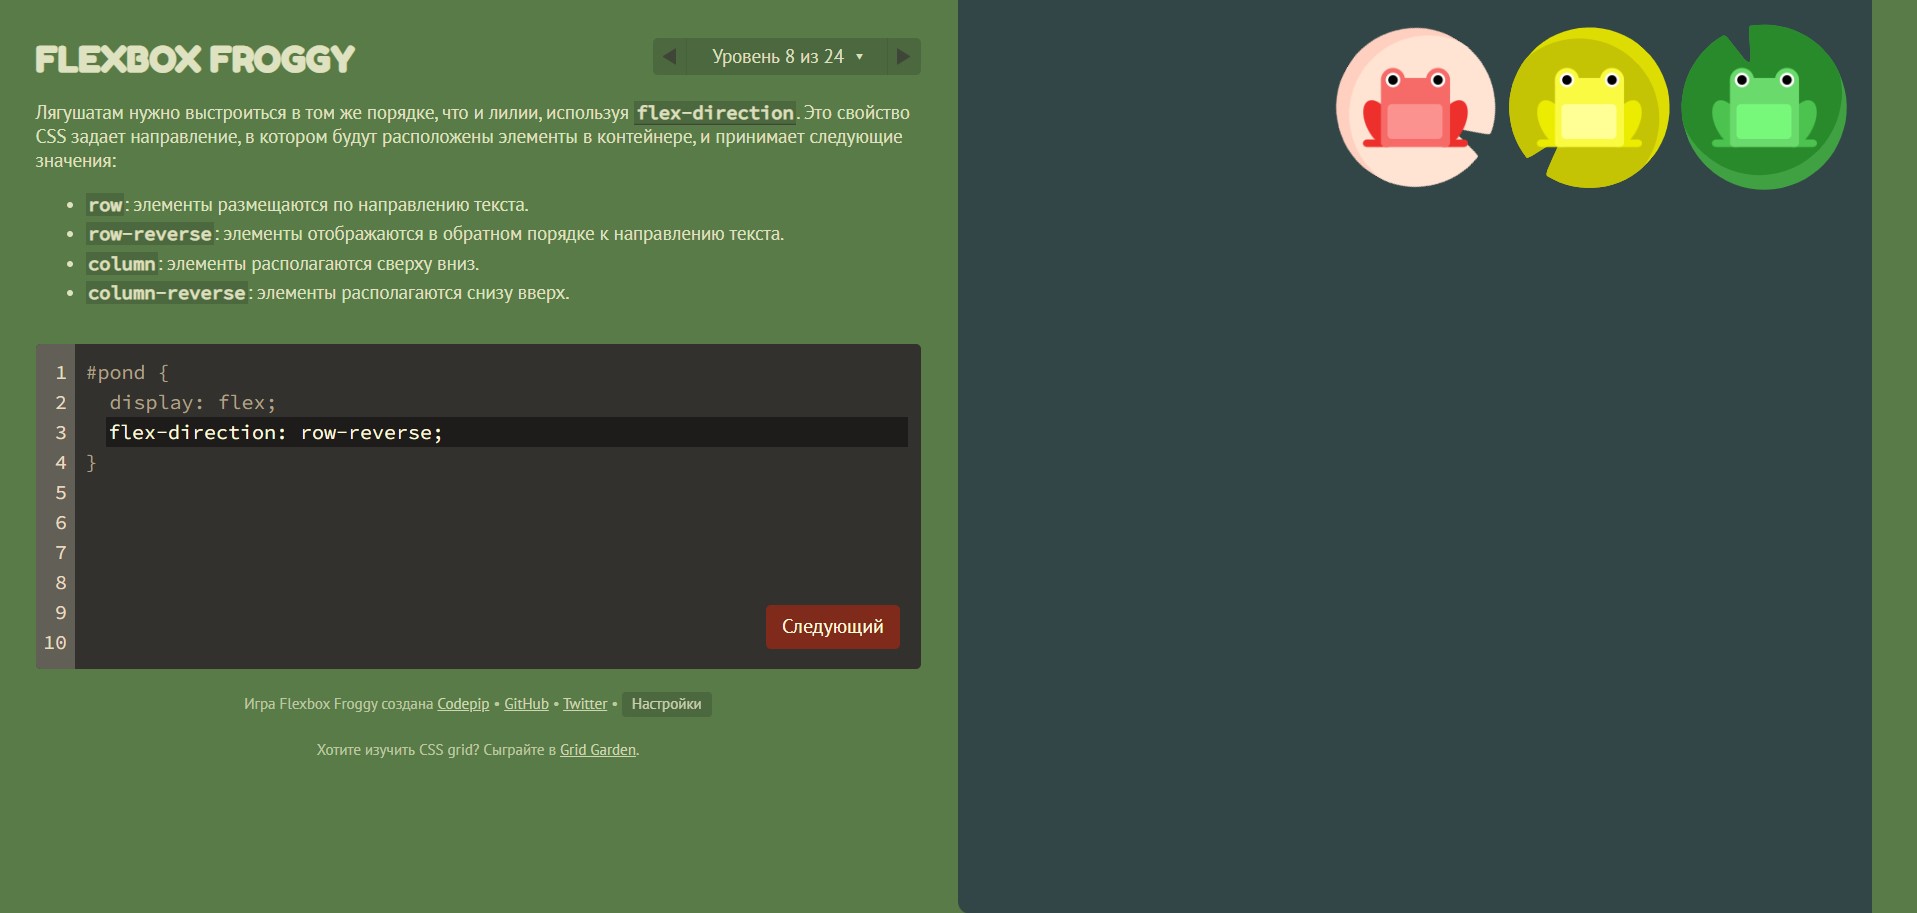 FLEXBOX FROGGY
Уровень 8 из 24
Лягушатам нужно выстроиться в том же порядке, что и лилии, используя flex-direction. Это свойство
CSS задает направление, в котором будут расположены элементы в контейнере, и принимает следующие
значения:
• row: элементы размещаются по направлению текста.
• row-reverse: элементы отображаются в обратном порядке к направлению текста.
• column: элементы располагаются сверху вниз.
• column-reverse: элементы располагаются снизу вверх.
1 #pond {
2 display: flex;
3 flex-direction: row-reverse;
4 }
5
6
7
8
9
10
Следующий
Игра Flexbox Froggy создана Codepip • GitHub • Twitter • Настройки
Хотите изучить CSS grid? Сыграйте в Grid Garden.